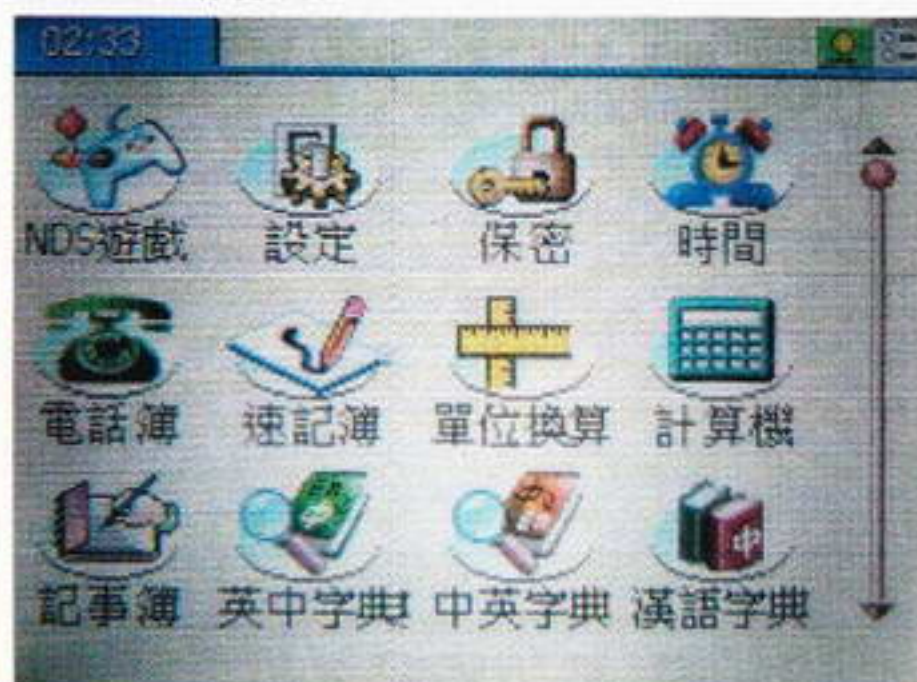 02:33
NDS遊戲 設定 保密 時間
電話簿 速記簿 單位換算 計算機
記事簿 英中字典 中英字典 漢語字典
中